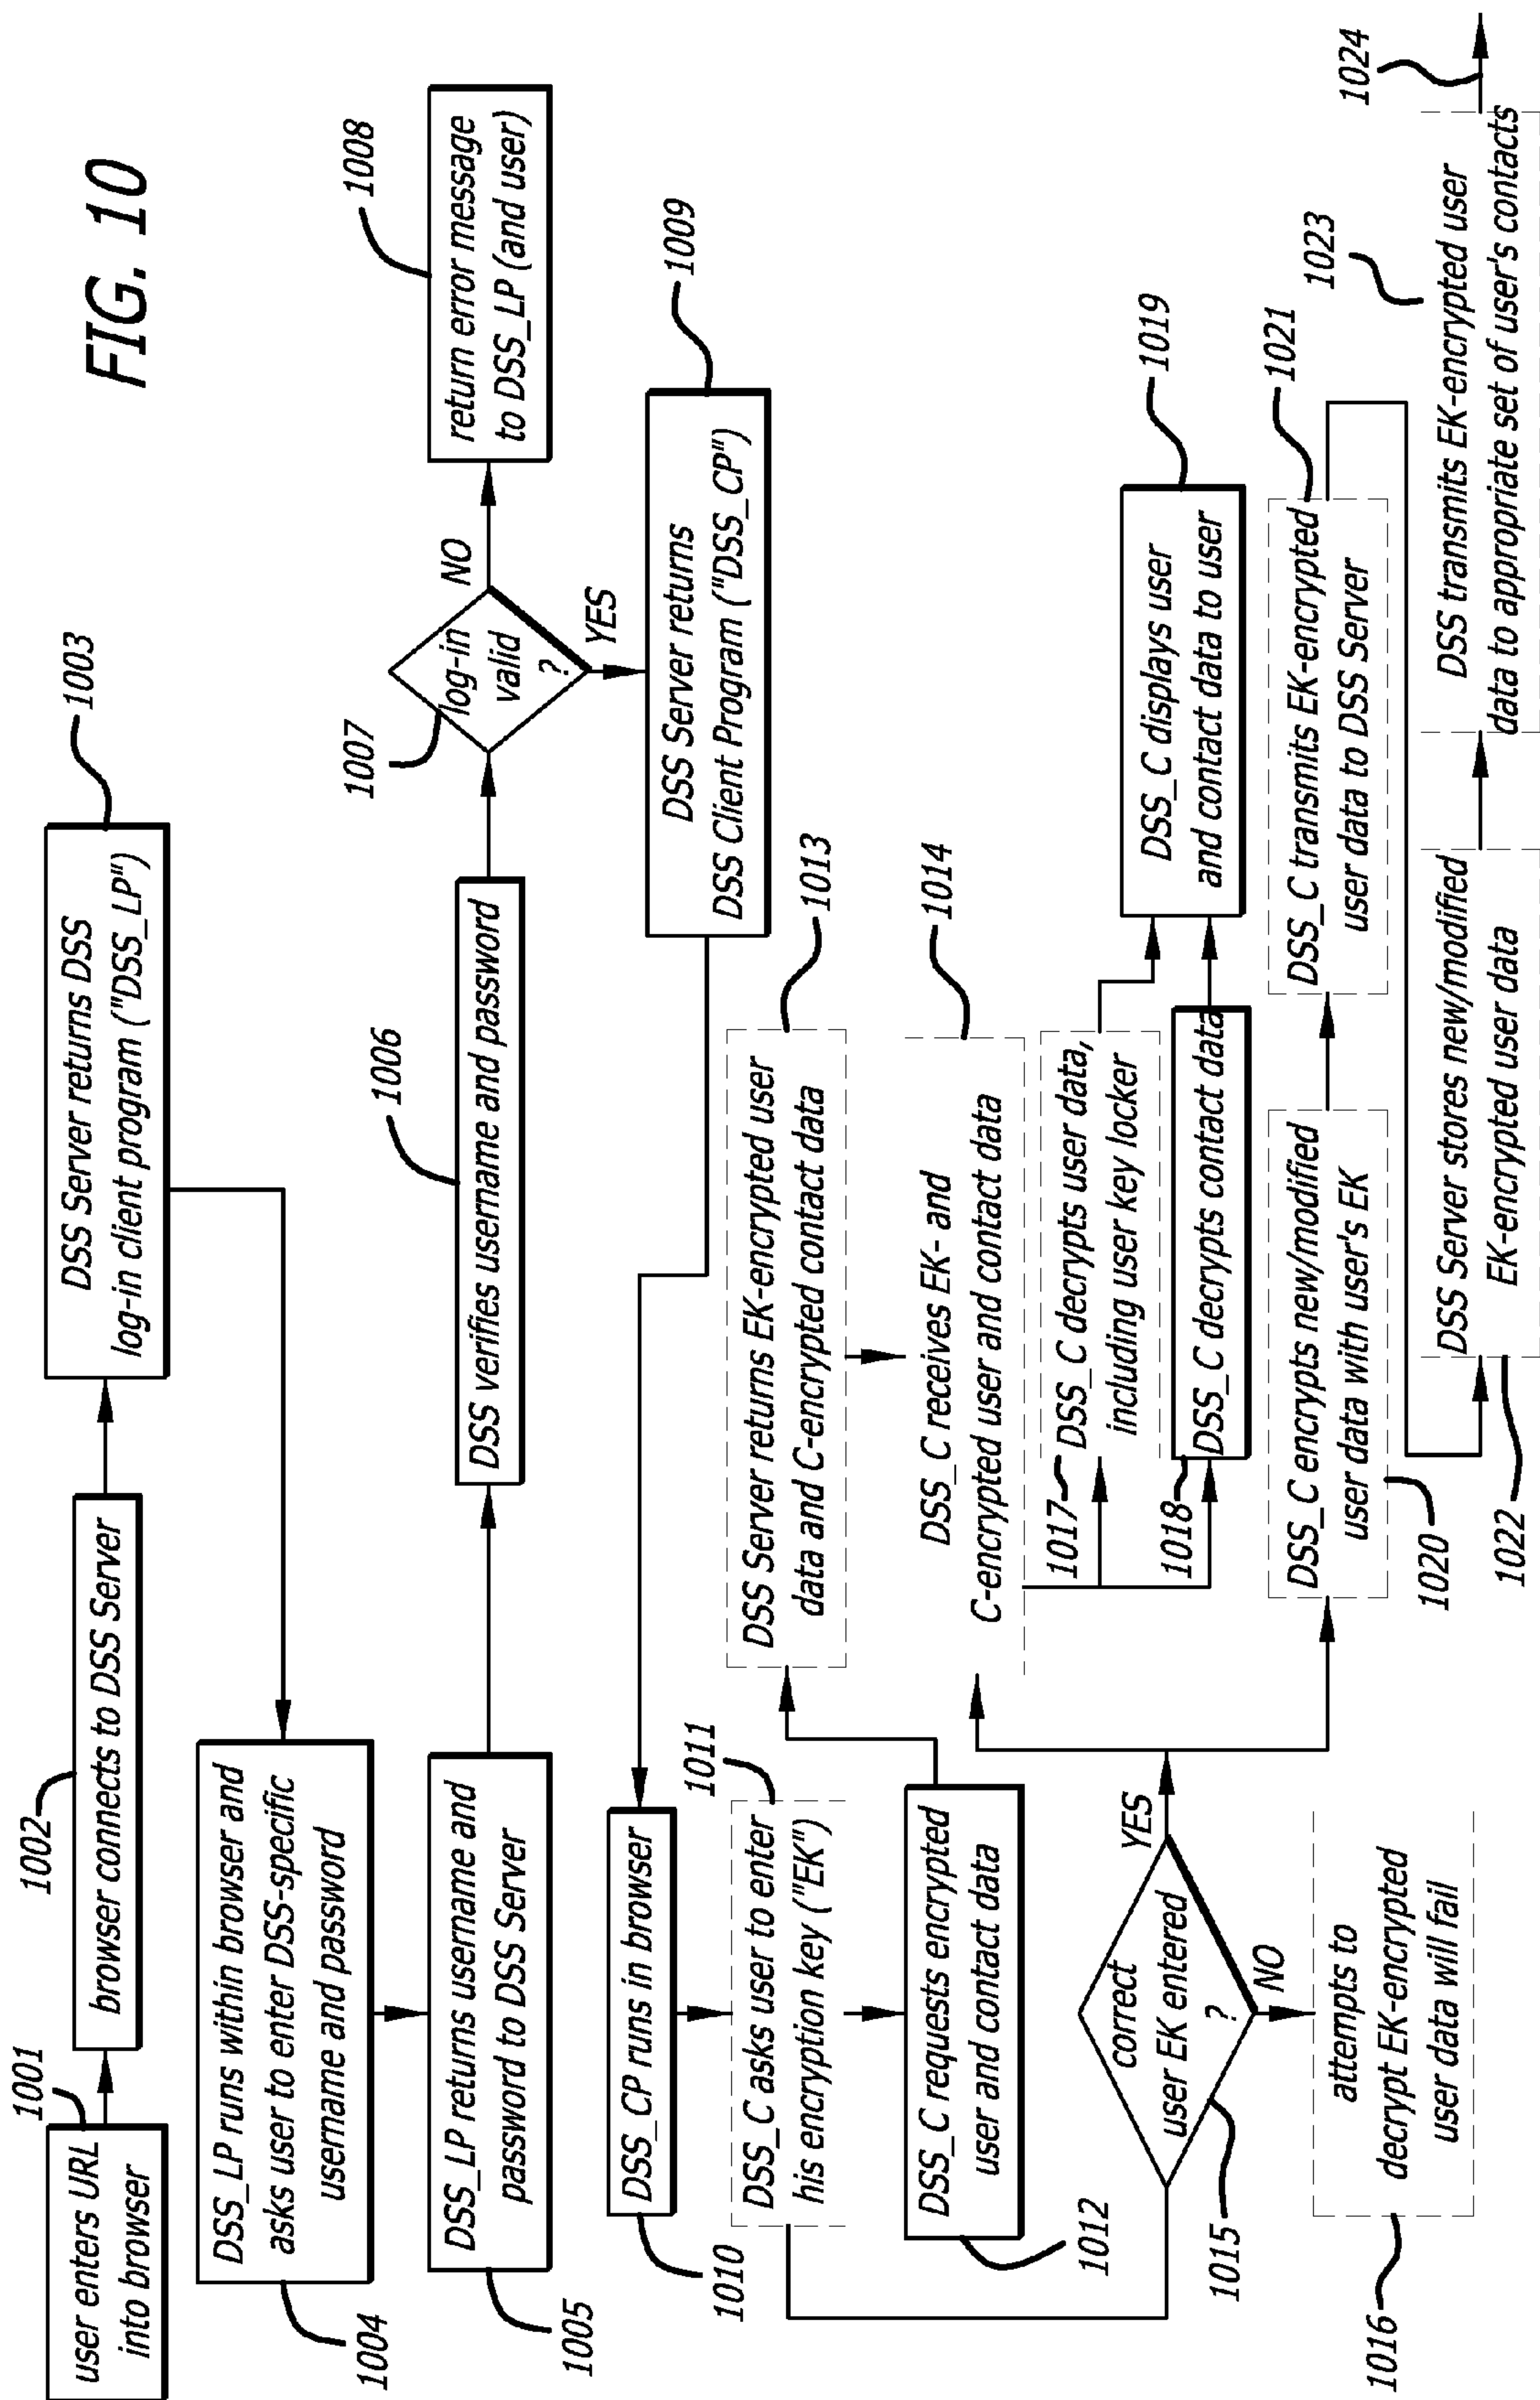 FIG. 10
1001
user enters URL
into browser
1002
browser connects to DSS Server
1003
DSS Server returns DSS
log-in client program ("DSS_LP")
1004
DSS_LP runs within browser and
asks user to enter DSS-specific
username and password
1005
DSS_LP returns username and
password to DSS Server
1006
DSS verifies username and password
1007
log-in
valid
?
NO
YES
1008
return error message
to DSS_LP (and user)
1009
DSS Server returns
DSS Client Program ("DSS_CP")
1010
DSS_CP runs in browser
1011
DSS_C asks user to enter
his encryption key ("EK")
1012
DSS_C requests encrypted
user and contact data
1013
DSS Server returns EK-encrypted user
data and C-encrypted contact data
1014
DSS_C receives EK- and
C-encrypted user and contact data
1015
correct
user EK entered
?
YES
NO
1016
attempts to
decrypt EK-encrypted
user data will fail
1017
DSS_C decrypts user data,
including user key locker
1018
DSS_C decrypts contact data
1019
DSS_C displays user
and contact data to user
1020
DSS_C encrypts new/modified
user data with user's EK
1021
DSS_C transmits EK-encrypted
user data to DSS Server
1022
DSS Server stores new/modified
EK-encrypted user data
1023
DSS transmits EK-encrypted user
data to appropriate set of user's contacts
1024